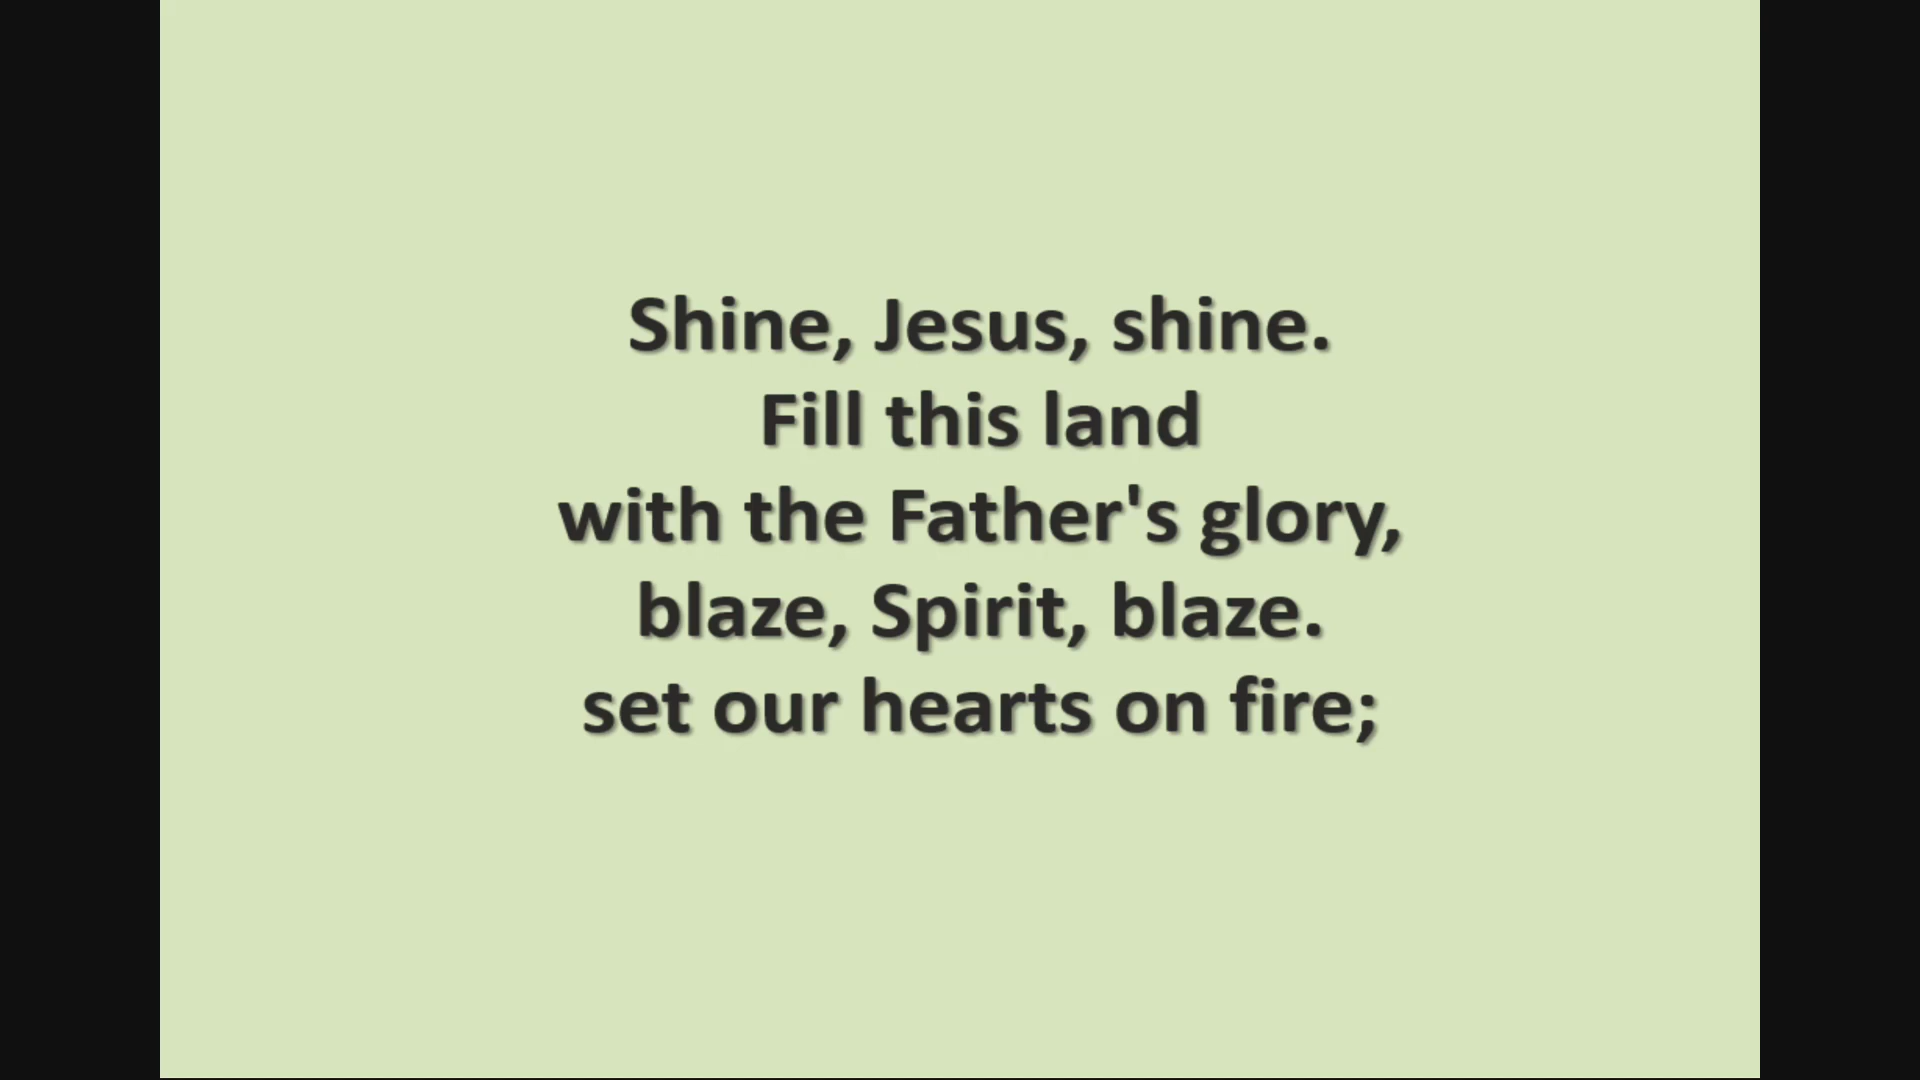 Shine, Jesus, shine.
Fill this land
with the Father's glory,
blaze, Spirit, blaze.
set our hearts on fire;